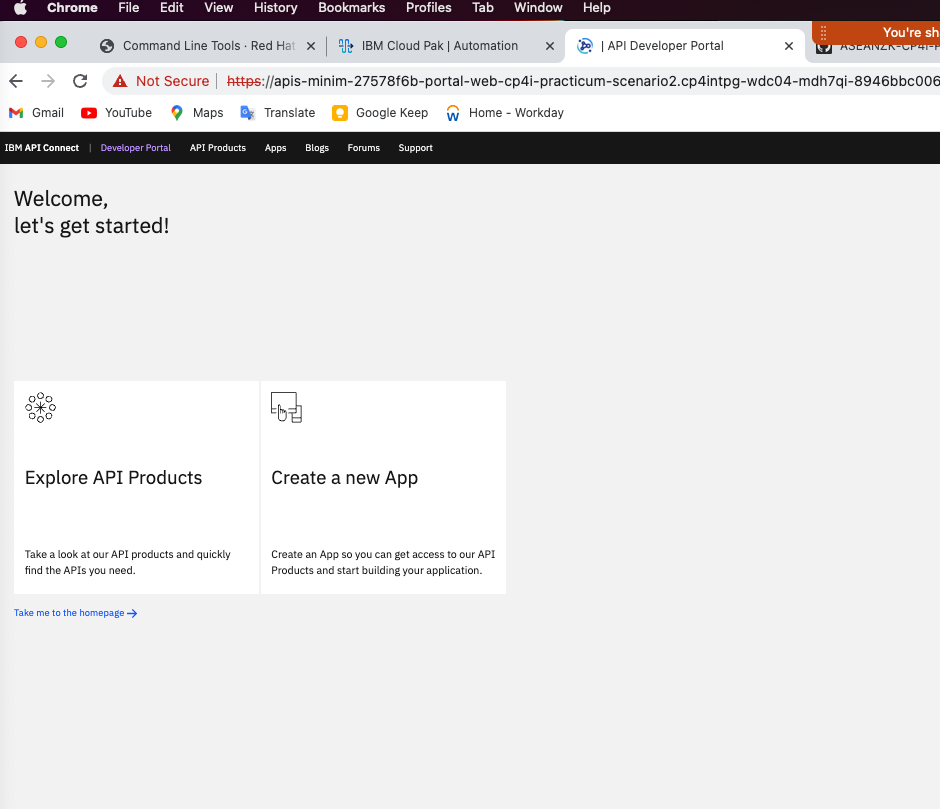 Chrome File Edit View History Bookmarks Profiles Tab Window Help
You're sh
Command Line Tools · Red Hat
IBM Cloud Pak | Automation
| API Developer Portal
ASEANZK-CP4I-P
Not Secure | https://apis-minim-27578f6b-portal-web-cp4i-practicum-scenario2.cp4intpg-wdc04-mdh7qi-8946bbc006
Gmail YouTube Maps Translate Google Keep Home - Workday
IBM API Connect | Developer Portal API Products Apps Blogs Forums Support
Welcome,
let's get started!
Explore API Products
Take a look at our API products and quickly
find the APIs you need.
Create a new App
Create an App so you can get access to our API
Products and start building your application.
Take me to the homepage